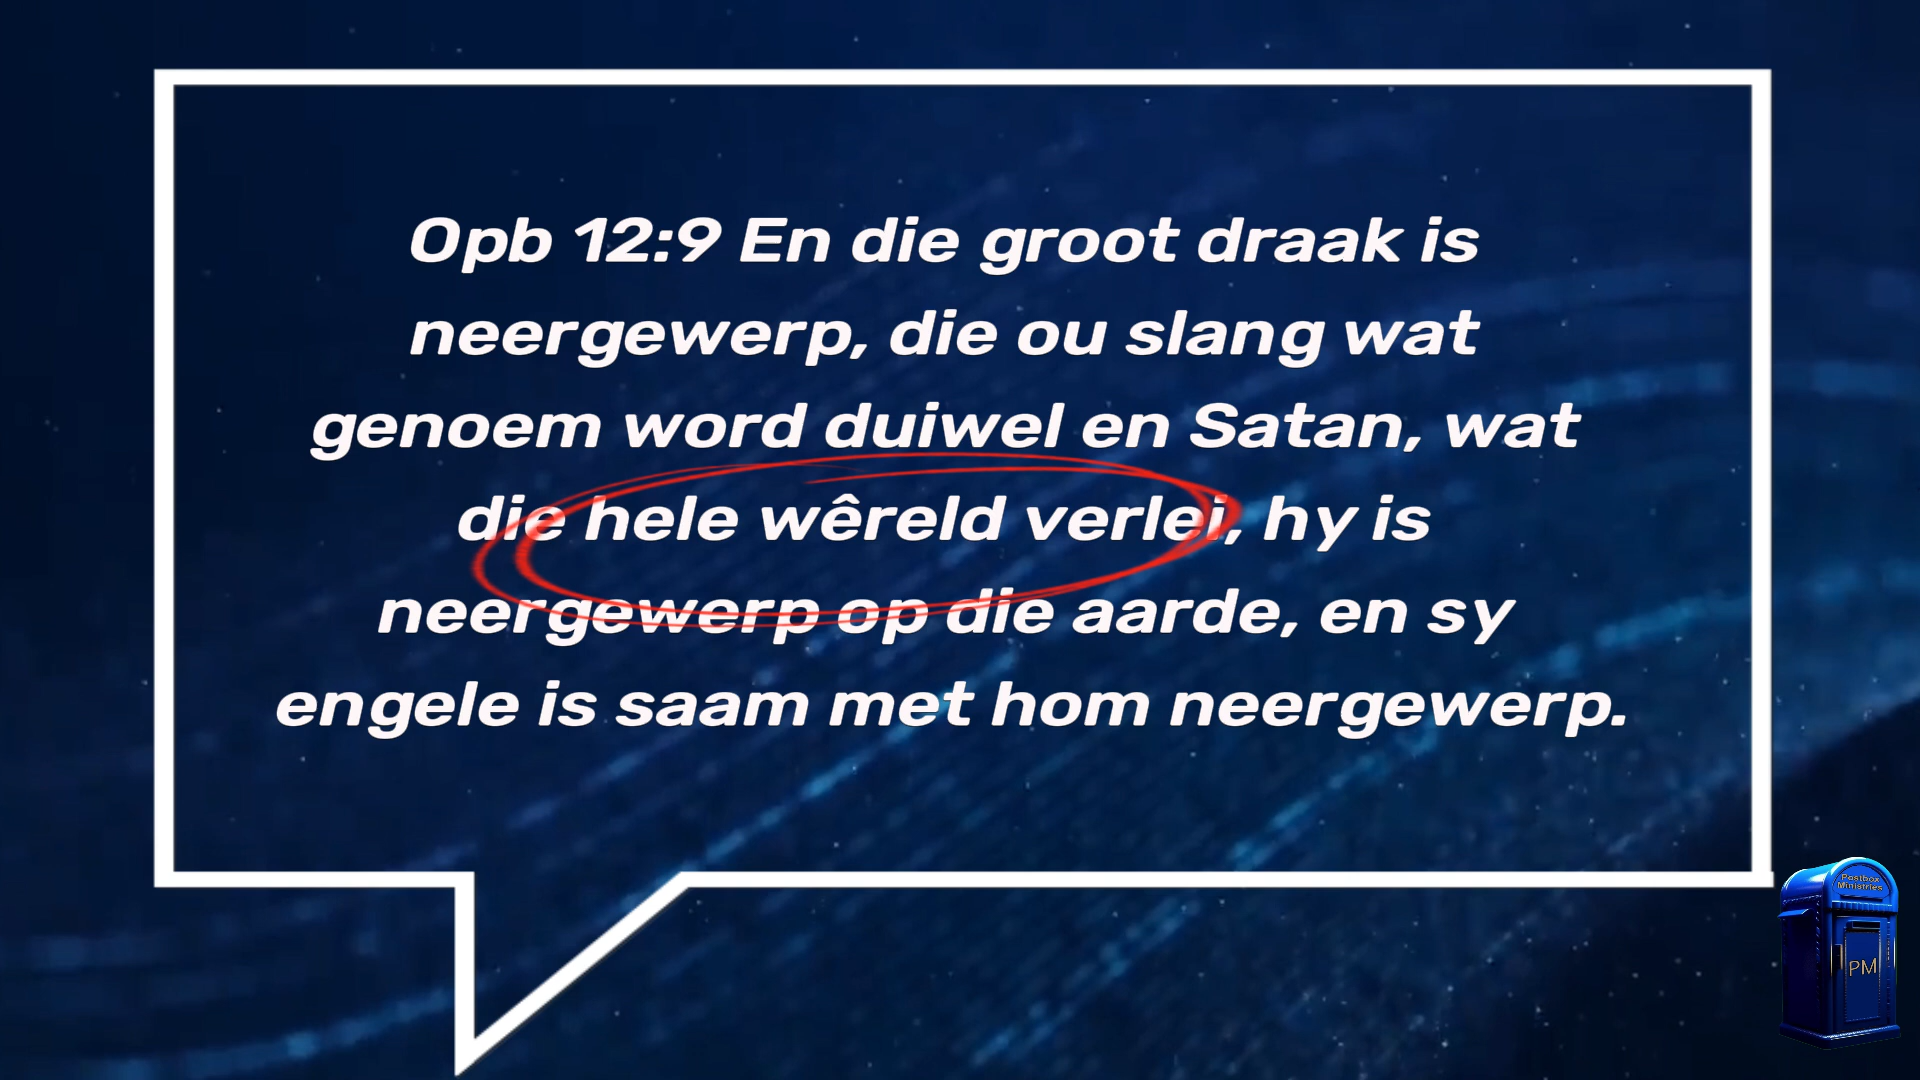 Opb 12:9 En die groot draak is
neergewerp, die ou slang wat
genoem word duiwel en Satan, wat
die hele wêreld verlei, hy is
neergewerp op die aarde, en sy
engele is saam met hom neergewerp.
Postbox
Ministries
PM